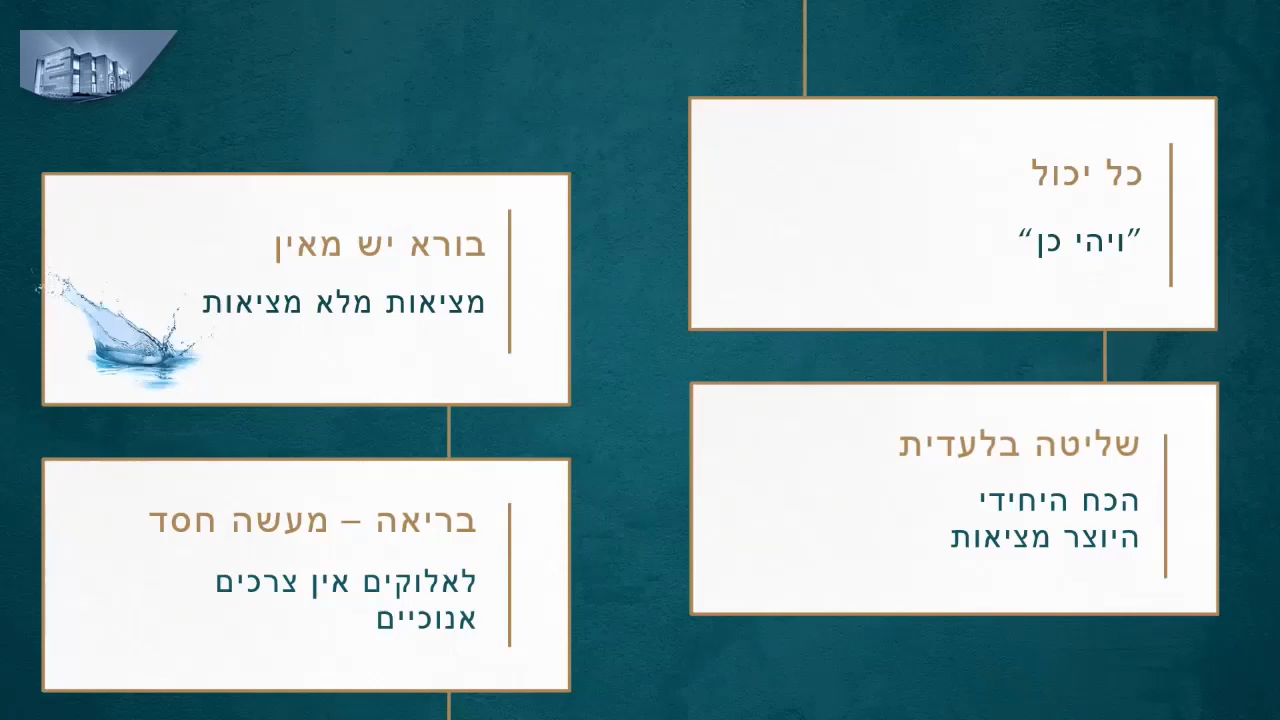 כל יכול
"ויהי כן"
שליטה בלעדית
הכח היחידי
היוצר מציאות
בורא יש מאין
מציאות מלא מציאות
בריאה – מעשה חסד
לאלוקים אין צרכים
אנוכיים